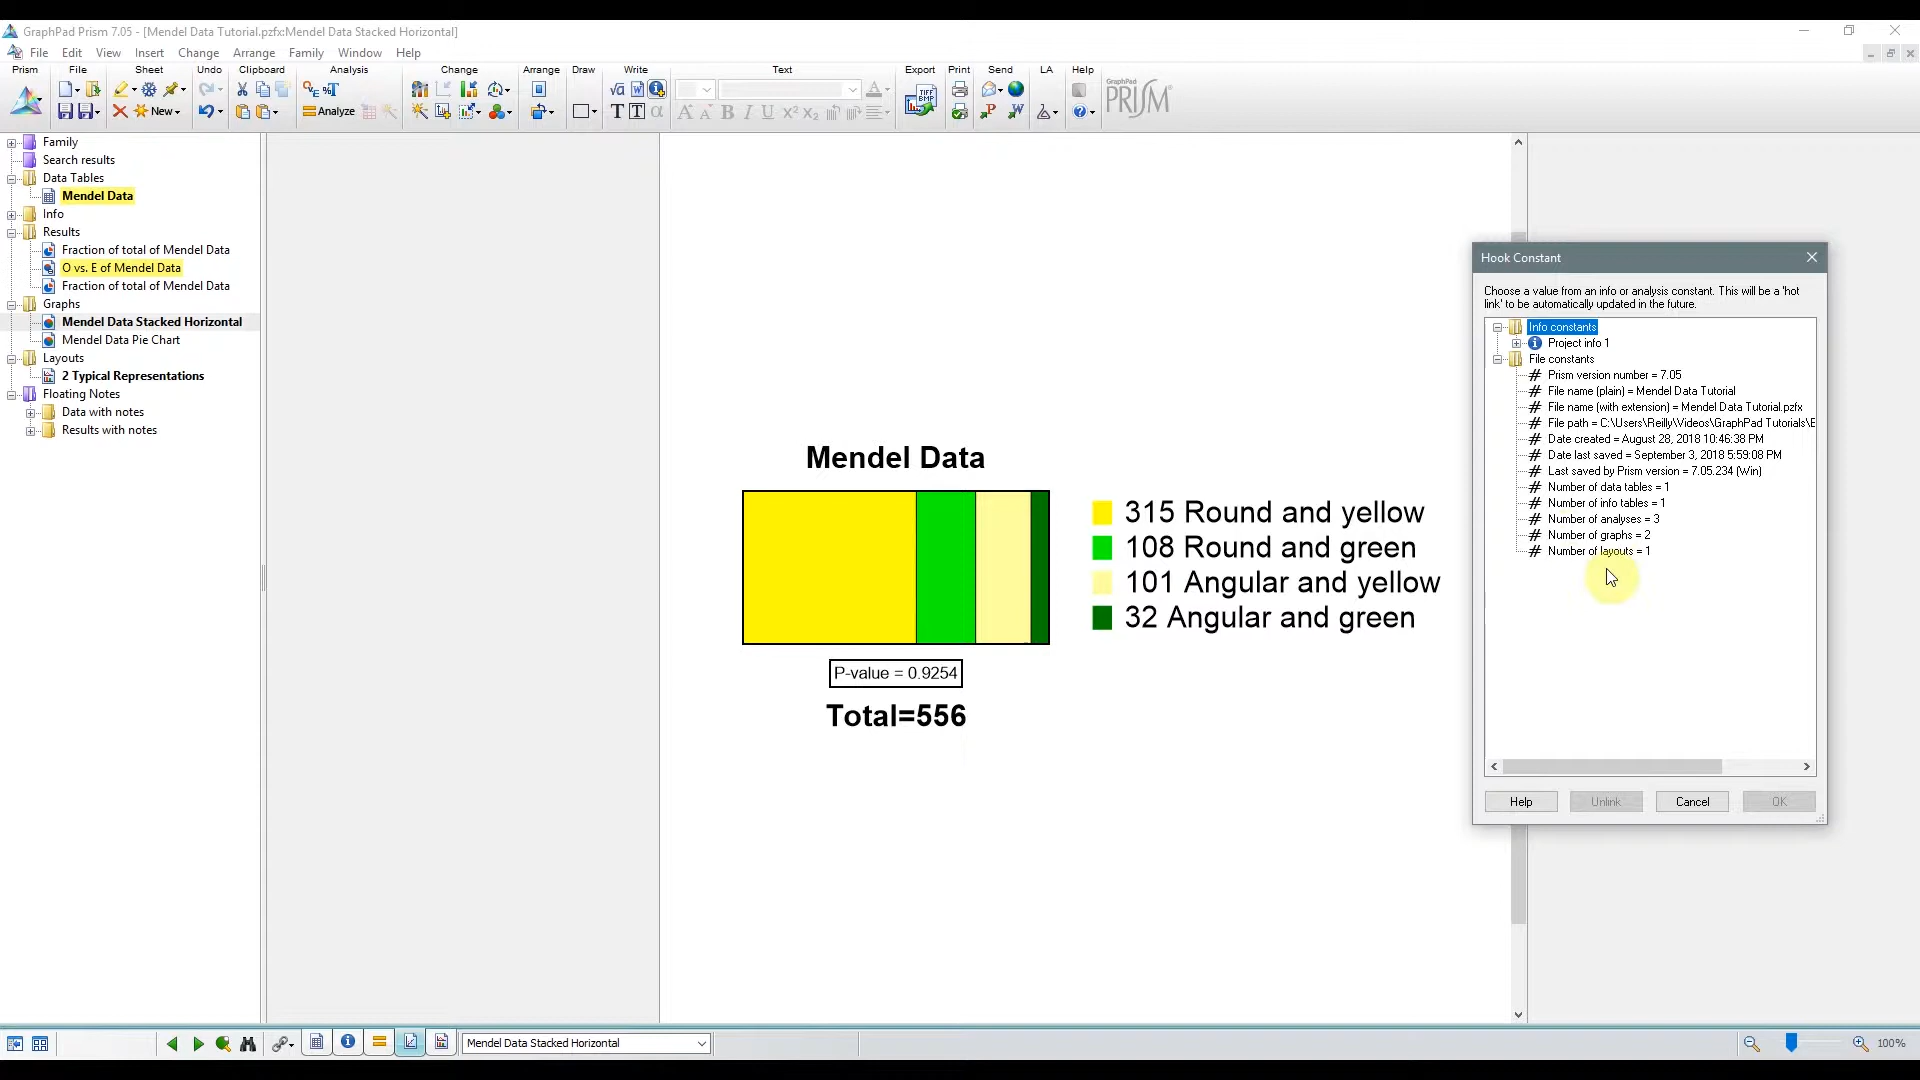 GraphPad Prism 7.05 - [Mendel Data Tutorial.pzfx:Mendel Data Stacked Horizontal]
File Edit View Insert Change Arrange Family Window Help
Prism File Sheet Undo Clipboard Analysis Change Arrange Draw Write Text Export Print Send LA Help
New
Analyze
GraphPad
PRISM
Family
Search results
Data Tables
Mendel Data
Info
Results
Fraction of total of Mendel Data
O vs. E of Mendel Data
Fraction of total of Mendel Data
Graphs
Mendel Data Stacked Horizontal
Mendel Data Pie Chart
Layouts
2 Typical Representations
Floating Notes
Data with notes
Results with notes
Mendel Data
315 Round and yellow
108 Round and green
101 Angular and yellow
32 Angular and green
P-value = 0.9254
Total=556
Hook Constant
Choose a value from an info or analysis constant. This will be a 'hot
link' to be automatically updated in the future.
Info constants
Project info 1
File constants
Prism version number = 7.05
File name (plain) = Mendel Data Tutorial
File name (with extension) = Mendel Data Tutorial.pzfx
File path = C:\Users\Reilly\Videos\GraphPad Tutorials\E
Date created = August 28, 2018 10:46:38 PM
Date last saved = September 3, 2018 5:59:08 PM
Last saved by Prism version = 7.05.234 (Win)
Number of data tables = 1
Number of info tables = 1
Number of analyses = 3
Number of graphs = 2
Number of layouts = 1
Help Unlink Cancel OK
Mendel Data Stacked Horizontal
100%